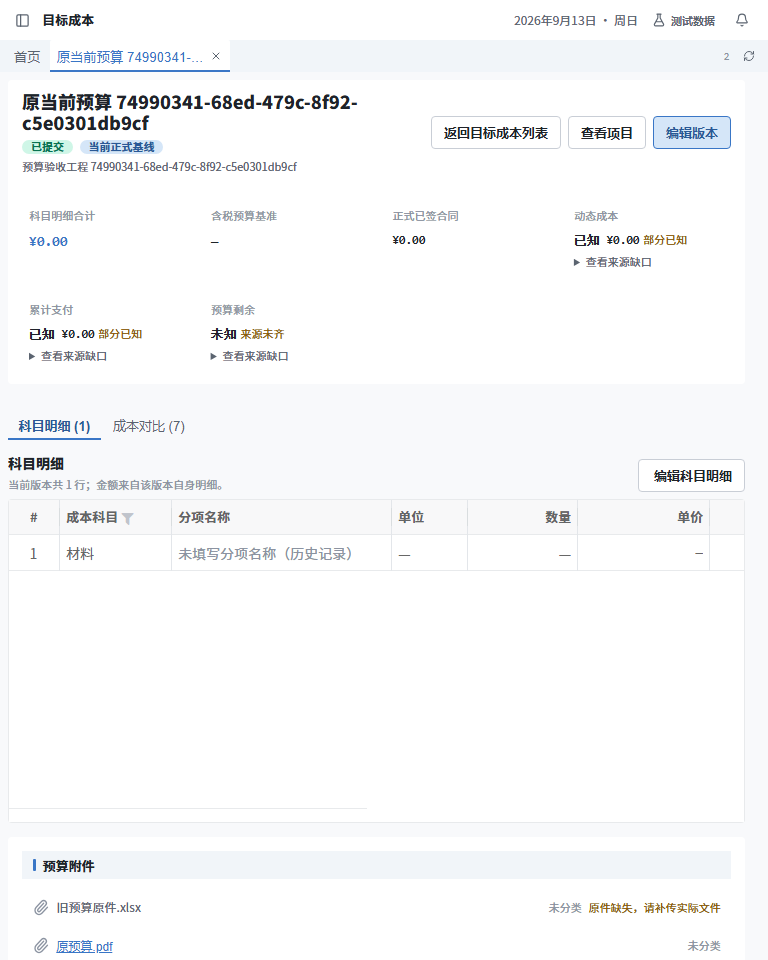 目标成本
2026年9月13日 • 周日 测试数据
首页 原当前预算 74990341-... × 2
原当前预算 74990341-68ed-479c-8f92-
c5e0301db9cf
已提交 当前正式基线
预算验收工程 74990341-68ed-479c-8f92-c5e0301db9cf
返回目标成本列表 查看项目 编辑版本
科目明细合计 含税预算基准 正式已签合同 动态成本
¥0.00 — ¥0.00 已知 ¥0.00 部分已知
▶ 查看来源缺口
累计支付 预算剩余
已知 ¥0.00 部分已知 未知 来源未齐
▶ 查看来源缺口 ▶ 查看来源缺口
科目明细 (1) 成本对比 (7)
科目明细
当前版本共 1 行；金额来自该版本自身明细。
编辑科目明细
# 成本科目 分项名称 单位 数量 单价
1 材料 未填写分项名称（历史记录） — — —
预算附件
旧预算原件.xlsx 未分类 原件缺失，请补传实际文件
原预算.pdf 未分类